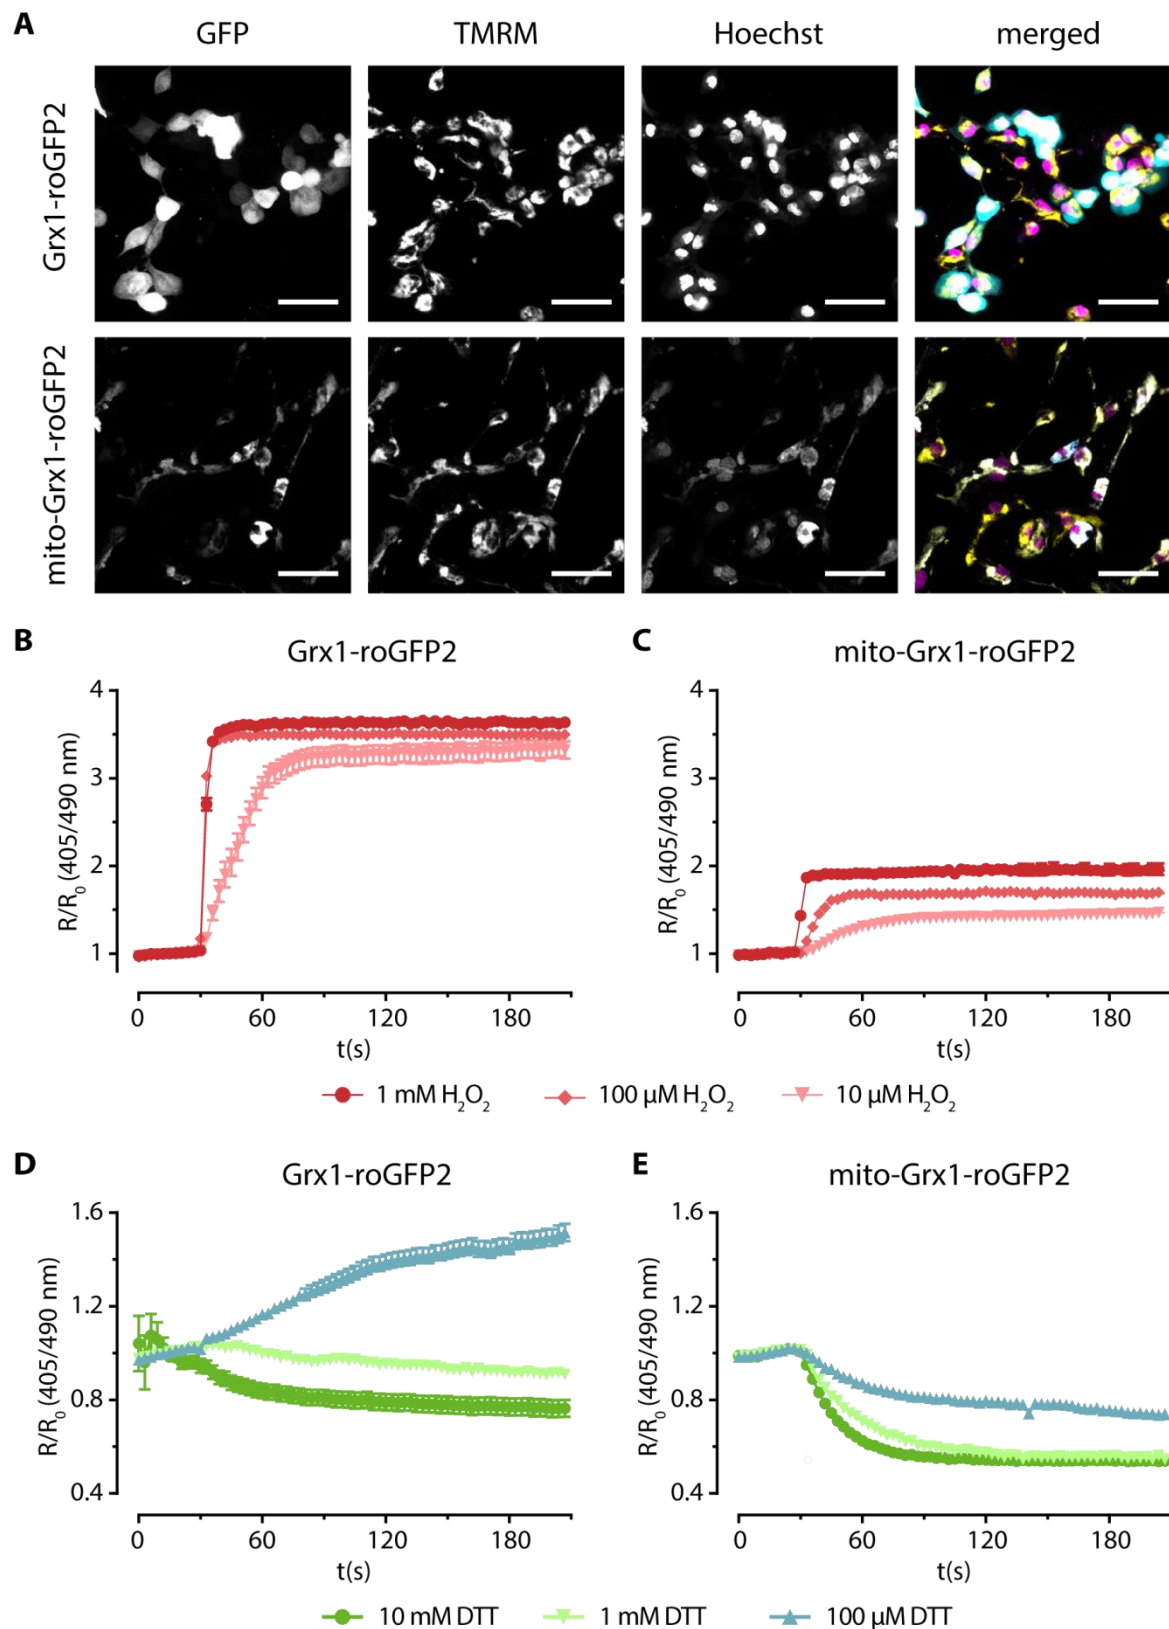 A
GFP TMRM Hoechst merged
Grx1-roGFP2
mito-Grx1-roGFP2
B Grx1-roGFP2
4
3
2
1
R/R₀ (405/490 nm)
0 60 120 180
t(s)
C mito-Grx1-roGFP2
4
3
2
1
R/R₀ (405/490 nm)
0 60 120 180
t(s)
1 mM H₂O₂ 100 µM H₂O₂ 10 µM H₂O₂
D Grx1-roGFP2
1.6
1.2
0.8
0.4
R/R₀ (405/490 nm)
0 60 120 180
t(s)
E mito-Grx1-roGFP2
1.6
1.2
0.8
0.4
R/R₀ (405/490 nm)
0 60 120 180
t(s)
10 mM DTT 1 mM DTT 100 µM DTT